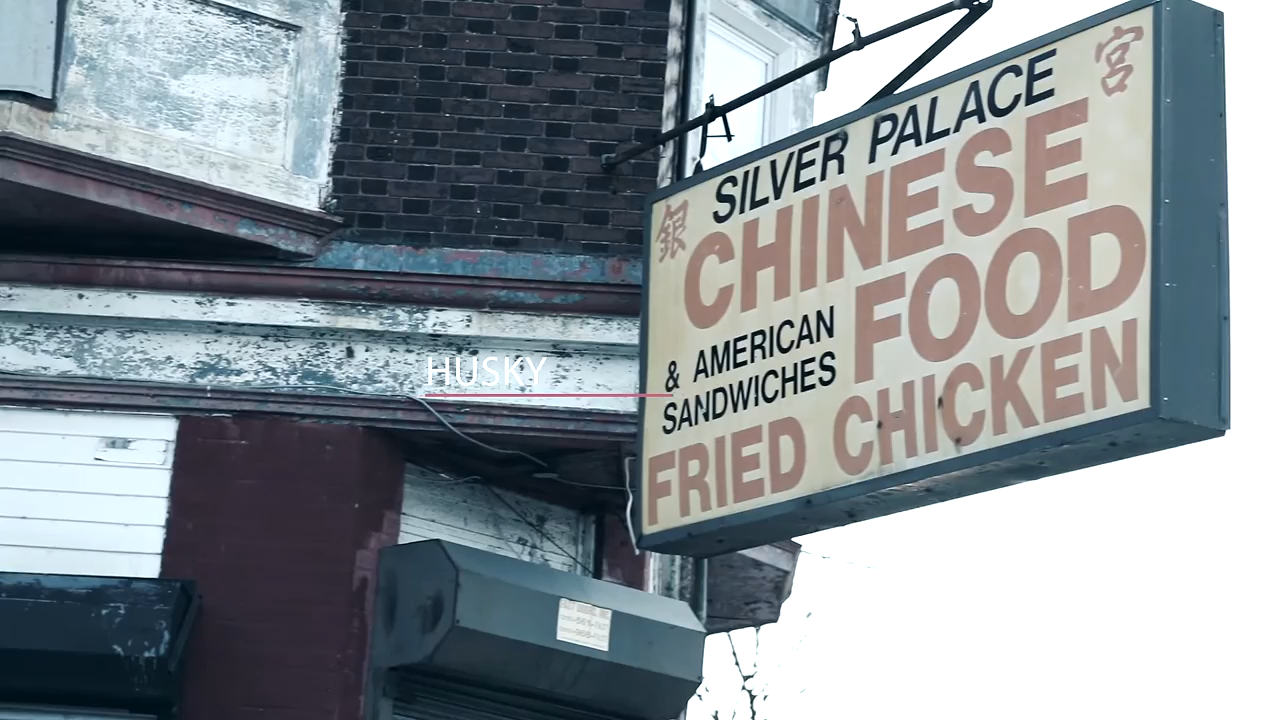 宮
SILVER PALACE
銀
CHINESE
FOOD
& AMERICAN
SANDWICHES
FRIED CHICKEN
HUSKY